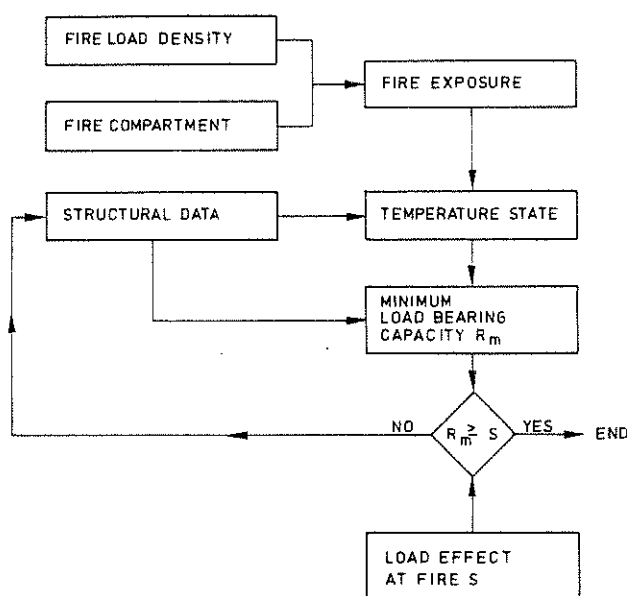 FIRE LOAD DENSITY
FIRE EXPOSURE
FIRE COMPARTMENT
STRUCTURAL DATA
TEMPERATURE STATE
MINIMUM
LOAD BEARING
CAPACITY Rm
NO
Rm ≥ S
YES
END
LOAD EFFECT
AT FIRE S